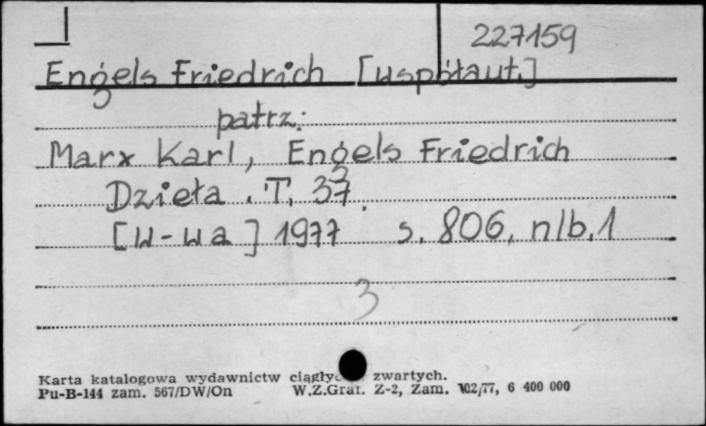 227159
Engels Friedrich [współaut.]
patrz:
Marx Karl, Engels Friedrich
Dzieła. T. 37.
[W-wa] 1977 s. 806, nlb. 1
3
Karta katalogowa wydawnictw zwartych.
Pu-B-144 zam. 567/DW/On W.Z.Graf. Z-2, Zam. 102/77, 6 400 000